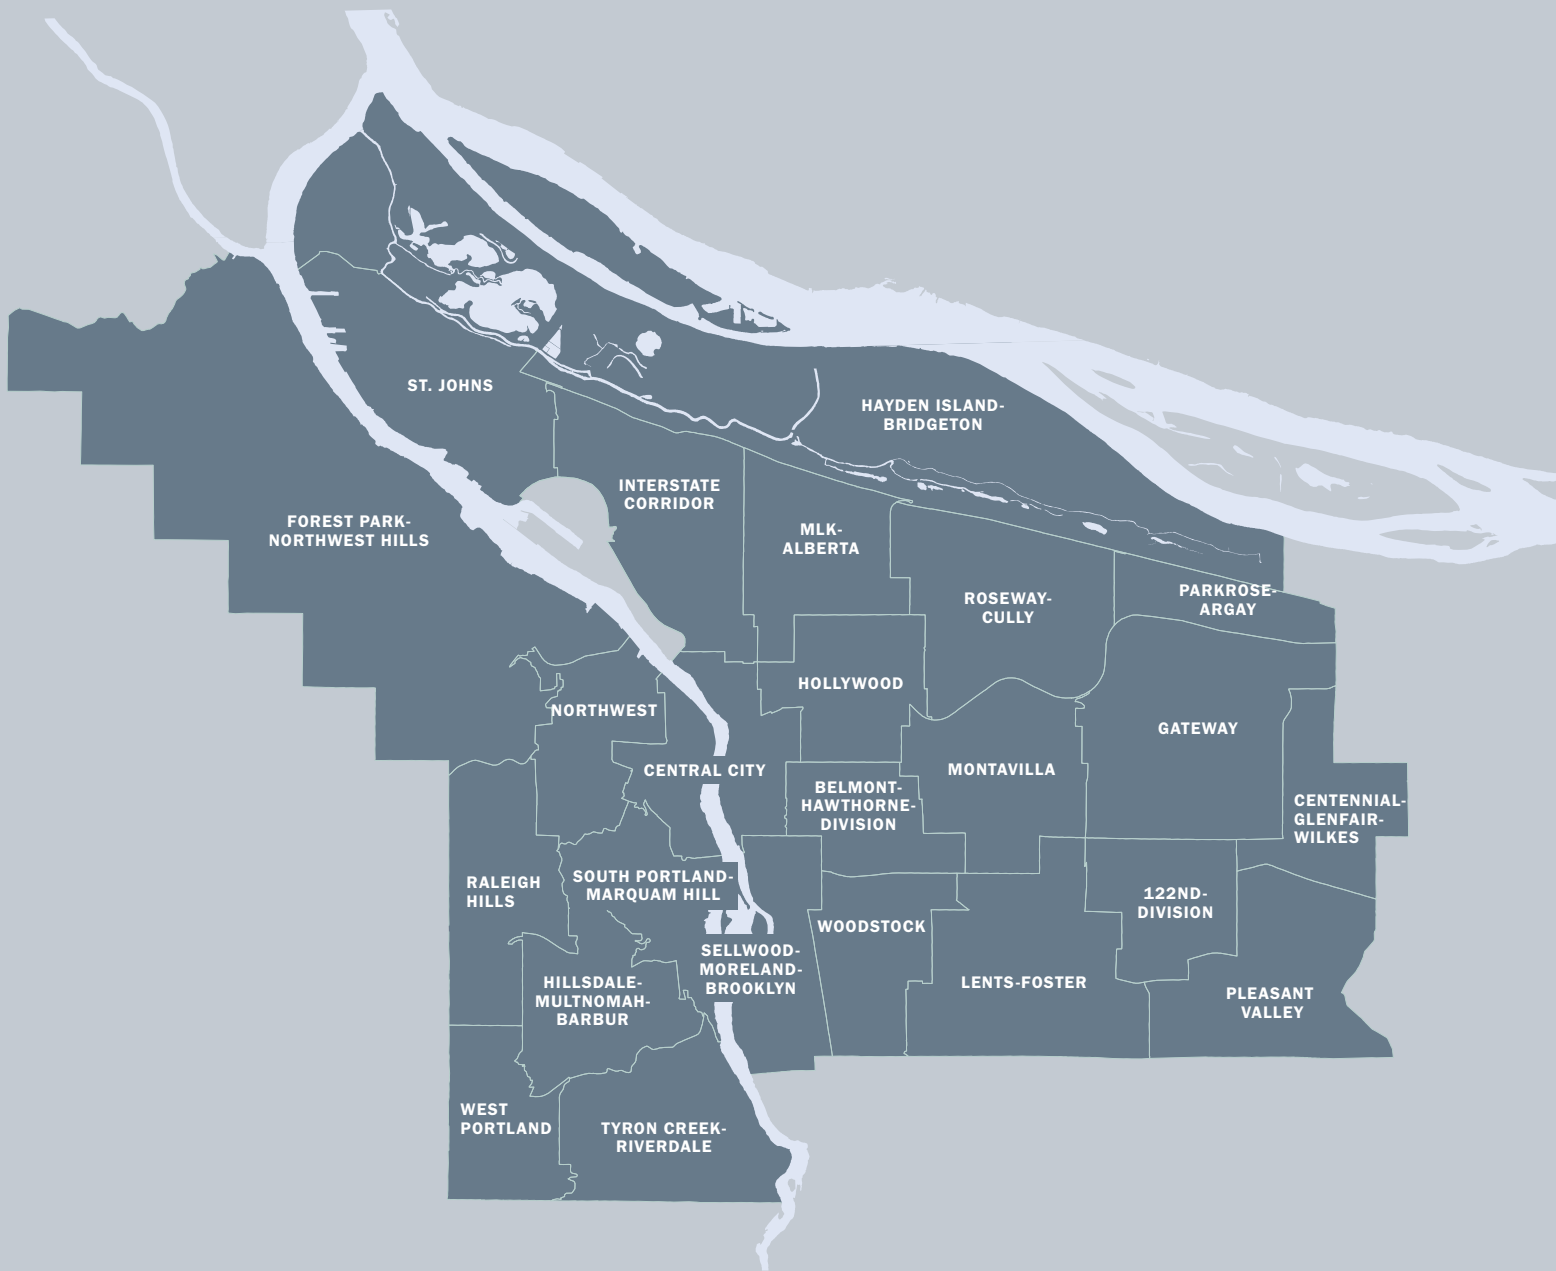 ST. JOHNS
HAYDEN ISLAND-
BRIDGETON
INTERSTATE
CORRIDOR
FOREST PARK-
NORTHWEST HILLS
MLK-
ALBERTA
ROSEWAY-
CULLY
PARKROSE-
ARGAY
HOLLYWOOD
NORTHWEST
GATEWAY
CENTRAL CITY
MONTAVILLA
BELMONT-
HAWTHORNE-
DIVISION
CENTENNIAL-
GLENFAIR-
WILKES
RALEIGH
HILLS
SOUTH PORTLAND-
MARQUAM HILL
122ND-
DIVISION
WOODSTOCK
SELLWOOD-
MORELAND-
BROOKLYN
HILLSDALE-
MULTNOMAH-
BARBUR
LENTS-FOSTER
PLEASANT
VALLEY
WEST
PORTLAND
TYRON CREEK-
RIVERDALE